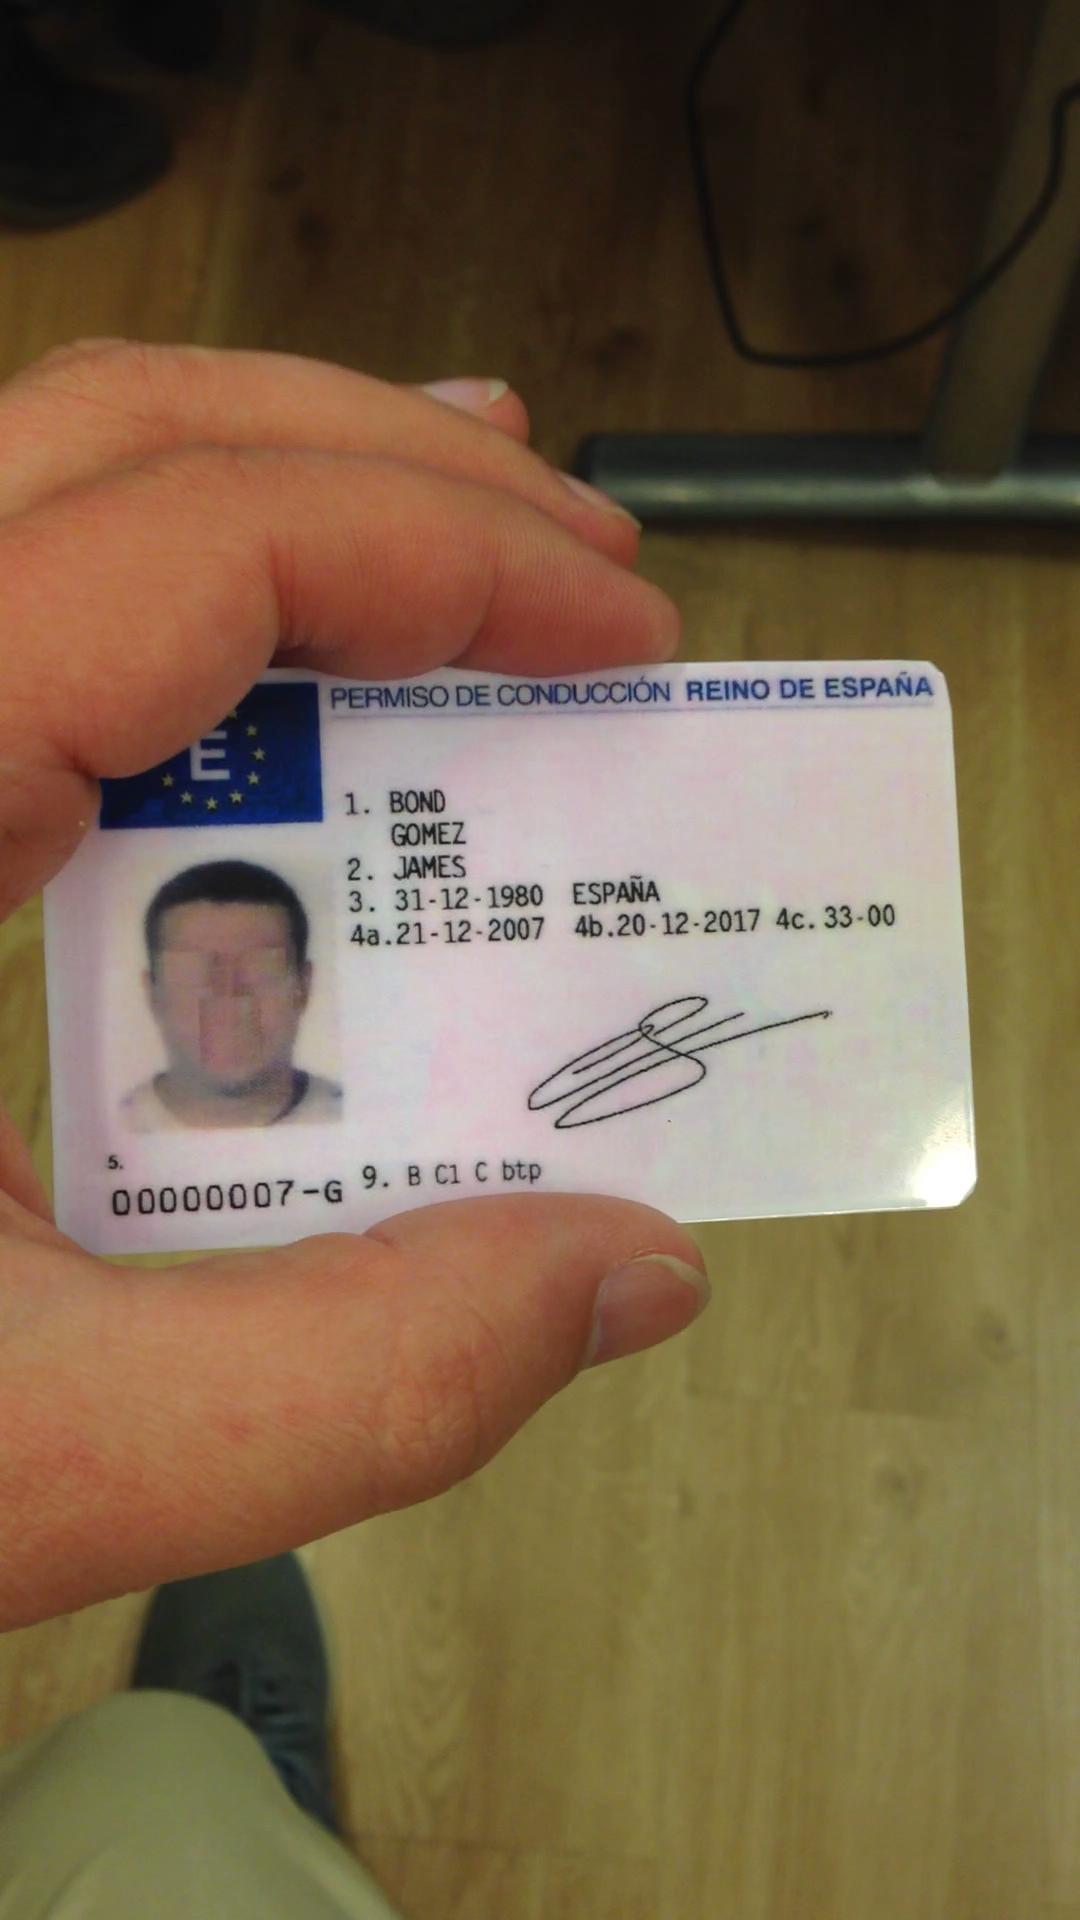 PERMISO DE CONDUCCIÓN REINO DE ESPAÑA
E
1. BOND
GOMEZ
2. JAMES
3. 31-12-1980 ESPAÑA
4a.21-12-2007 4b.20-12-2017 4c. 33-00
5.
00000007-G 9. B C1 C btp